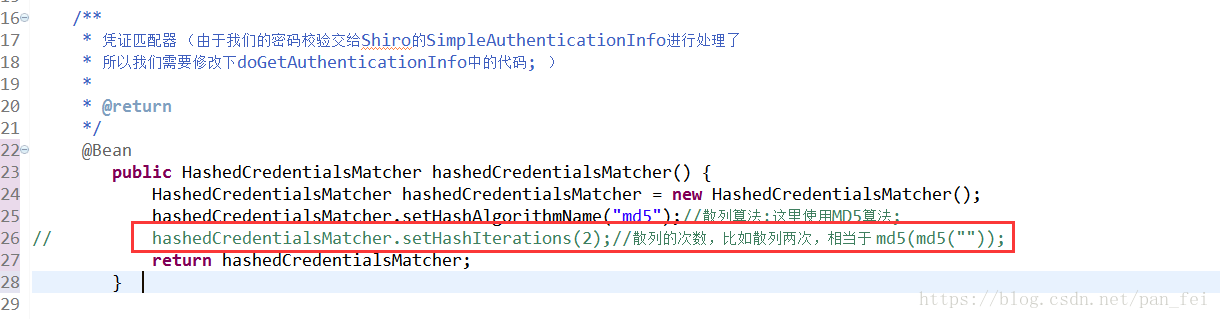 16 /**
17 * 凭证匹配器 （由于我们的密码校验交给Shiro的SimpleAuthenticationInfo进行处理了
18 * 所以我们需要修改下doGetAuthenticationInfo中的代码; ）
19 *
20 * @return
21 */
22 @Bean
23 public HashedCredentialsMatcher hashedCredentialsMatcher() {
24 HashedCredentialsMatcher hashedCredentialsMatcher = new HashedCredentialsMatcher();
25 hashedCredentialsMatcher.setHashAlgorithmName("md5");//散列算法:这里使用MD5算法;
26 // hashedCredentialsMatcher.setHashIterations(2);//散列的次数，比如散列两次，相当于 md5(md5(""));
27 return hashedCredentialsMatcher;
28 }
29
https://blog.csdn.net/pan_fei